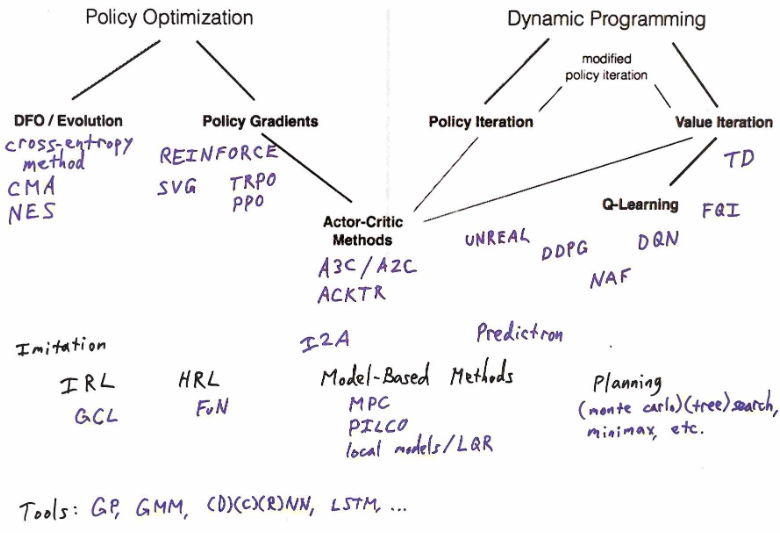 Policy Optimization
Dynamic Programming
modified
policy iteration
DFO / Evolution
Policy Gradients
Policy Iteration
Value Iteration
cross-entropy
method
CMA
NES
REINFORCE
SVG TRPO
PPO
TD
Q-Learning
FQI
Actor-Critic
Methods
A3C/A2C
ACKTR
UNREAL
DDPG
DQN
NAF
I2A
Predictron
Imitation
IRL
GCL
HRL
FuN
Model-Based Methods
MPC
PILCO
local models/LQR
Planning
(monte carlo)(tree)search,
minimax, etc.
Tools: GP, GMM, (D)(C)(R)NN, LSTM, ...